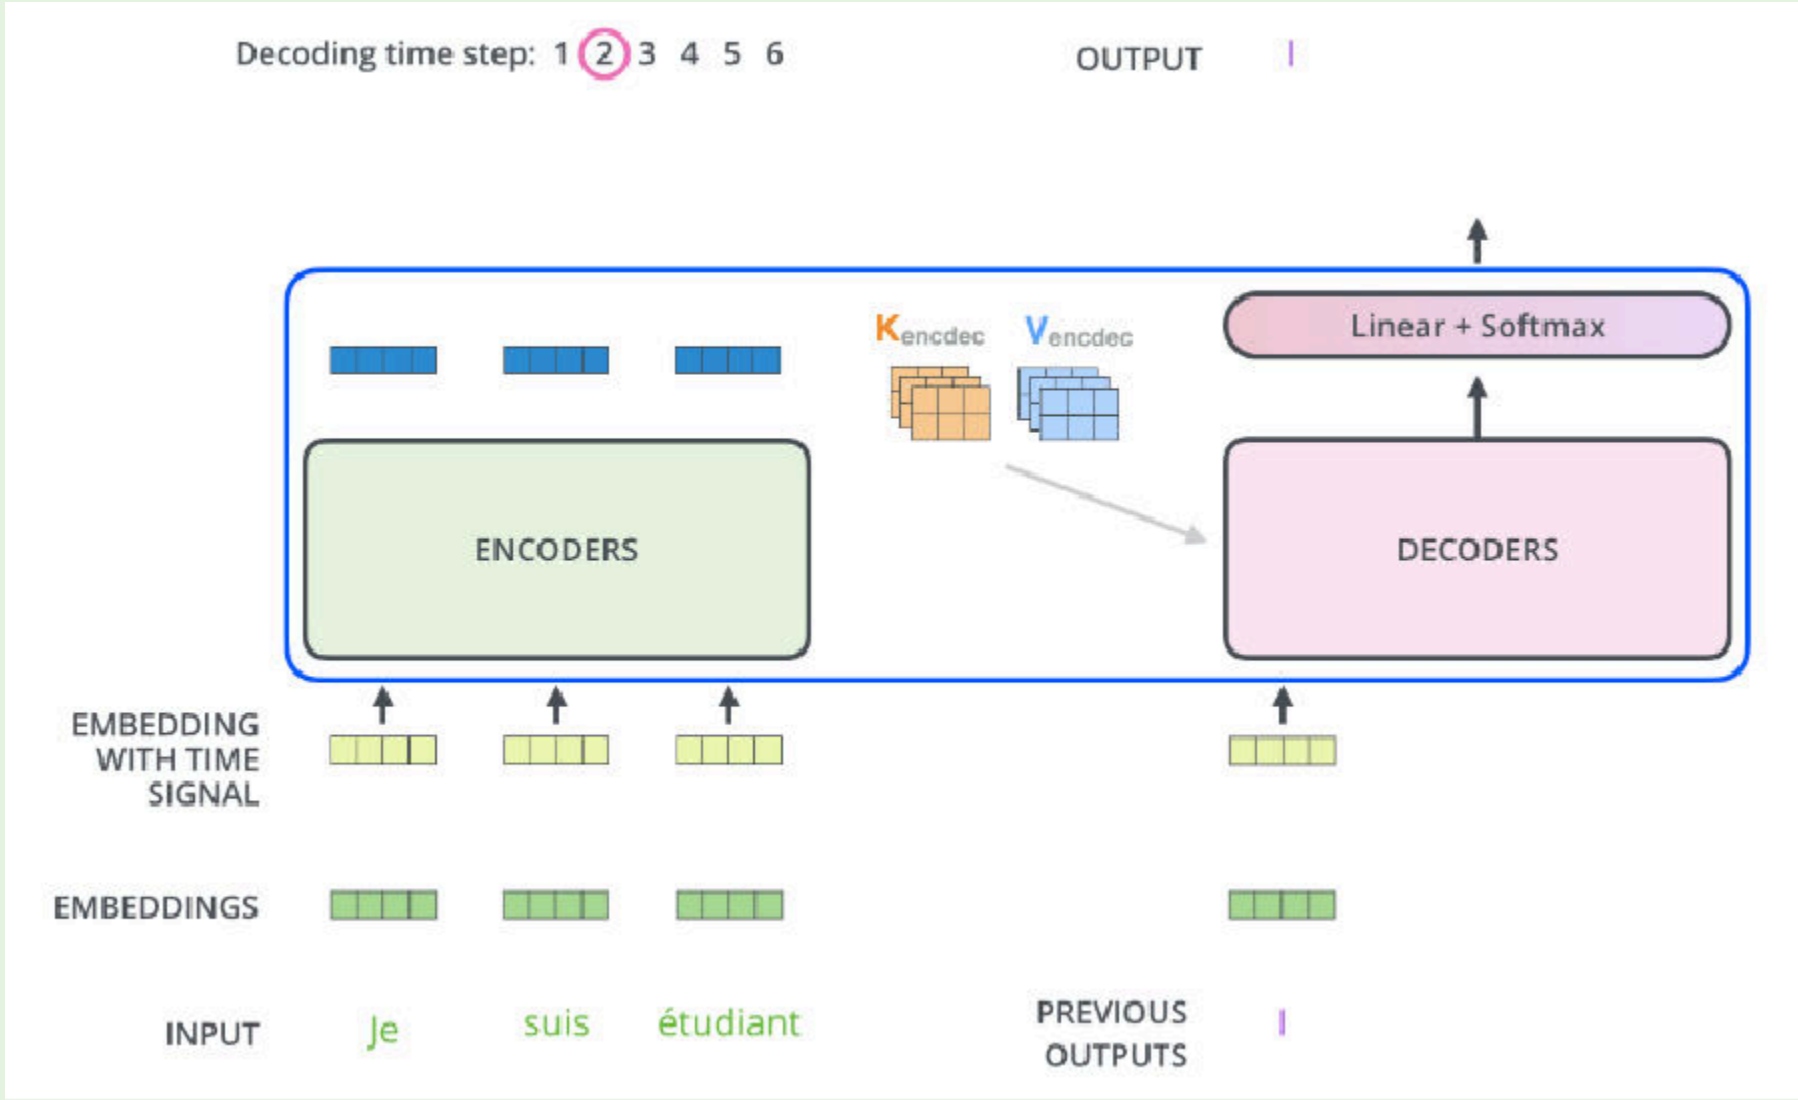 Decoding time step: 1 2 3 4 5 6
OUTPUT I
Kencdec Vencdec
Linear + Softmax
ENCODERS
DECODERS
EMBEDDING
WITH TIME
SIGNAL
EMBEDDINGS
INPUT Je suis étudiant
PREVIOUS
OUTPUTS
I